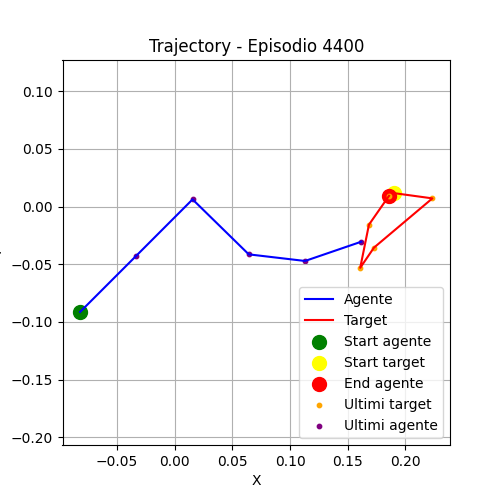 Trajectory - Episodio 4400
0.10
0.05
0.00
−0.05
−0.10
−0.15
−0.20
−0.05
0.00
0.05
0.10
0.15
0.20
X
Agente
Target
Start agente
Start target
End agente
Ultimi target
Ultimi agente